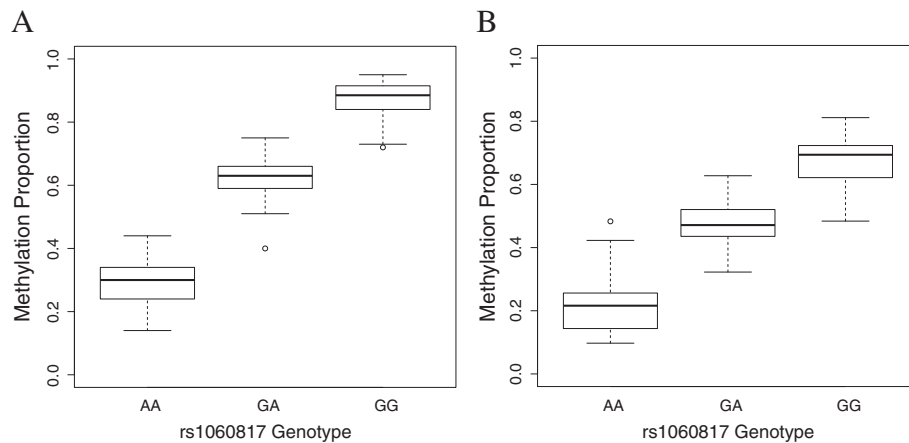 A
Methylation Proportion
1.0
0.8
0.6
0.4
0.2
0.0
AA GA GG
rs1060817 Genotype
B
Methylation Proportion
1.0
0.8
0.6
0.4
0.2
0.0
AA GA GG
rs1060817 Genotype